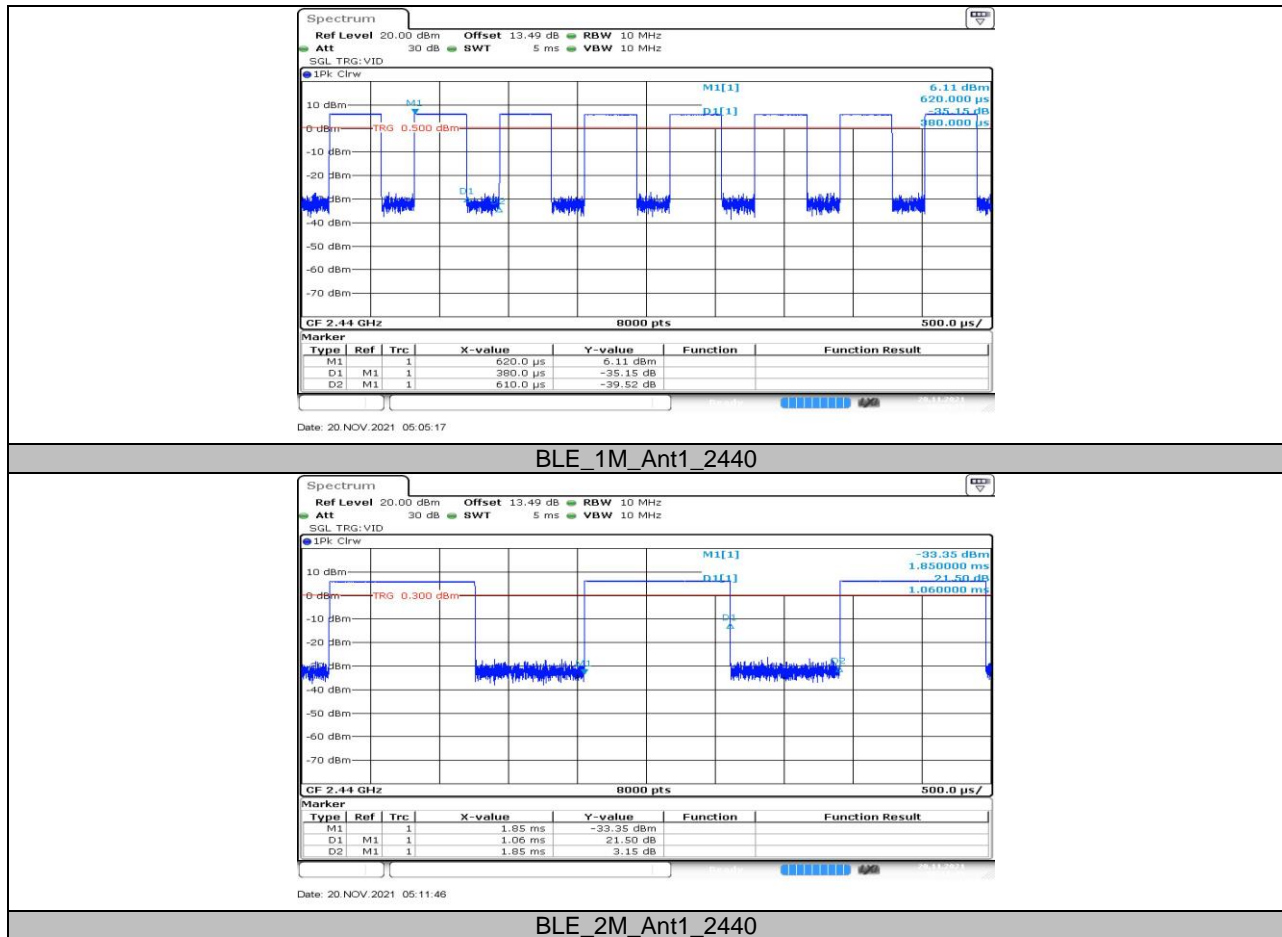 Spectrum
Ref Level 20.00 dBm Offset 13.49 dB RBW 10 MHz
Att 30 dB SWT 5 ms VBW 10 MHz
SGL TRG:VID
1Pk Clrw
M1[1] 6.11 dBm
620.000 µs
10 dBm M1 D1[1] -35.15 dB
380.000 µs
0 dBm TRG 0.500 dBm
-10 dBm
-20 dBm
D1
-40 dBm
-50 dBm
-60 dBm
-70 dBm
CF 2.44 GHz 8000 pts 500.0 µs/
Marker
Type Ref Trc X-value Y-value Function Function Result
M1 1 620.0 µs 6.11 dBm
D1 M1 1 380.0 µs -35.15 dB
D2 M1 1 610.0 µs -39.52 dB
Date: 20.NOV.2021 05:05:17
BLE_1M_Ant1_2440
Spectrum
Ref Level 20.00 dBm Offset 13.49 dB RBW 10 MHz
Att 30 dB SWT 5 ms VBW 10 MHz
SGL TRG:VID
1Pk Clrw
M1[1] -33.35 dBm
1.850000 ms
10 dBm D1[1] 21.50 dB
1.060000 ms
0 dBm TRG 0.300 dBm
-10 dBm D1
-20 dBm
M1 D2
-40 dBm
-50 dBm
-60 dBm
-70 dBm
CF 2.44 GHz 8000 pts 500.0 µs/
Marker
Type Ref Trc X-value Y-value Function Function Result
M1 1 1.85 ms -33.35 dBm
D1 M1 1 1.06 ms 21.50 dB
D2 M1 1 1.85 ms 3.15 dB
Date: 20.NOV.2021 05:11:46
BLE_2M_Ant1_2440